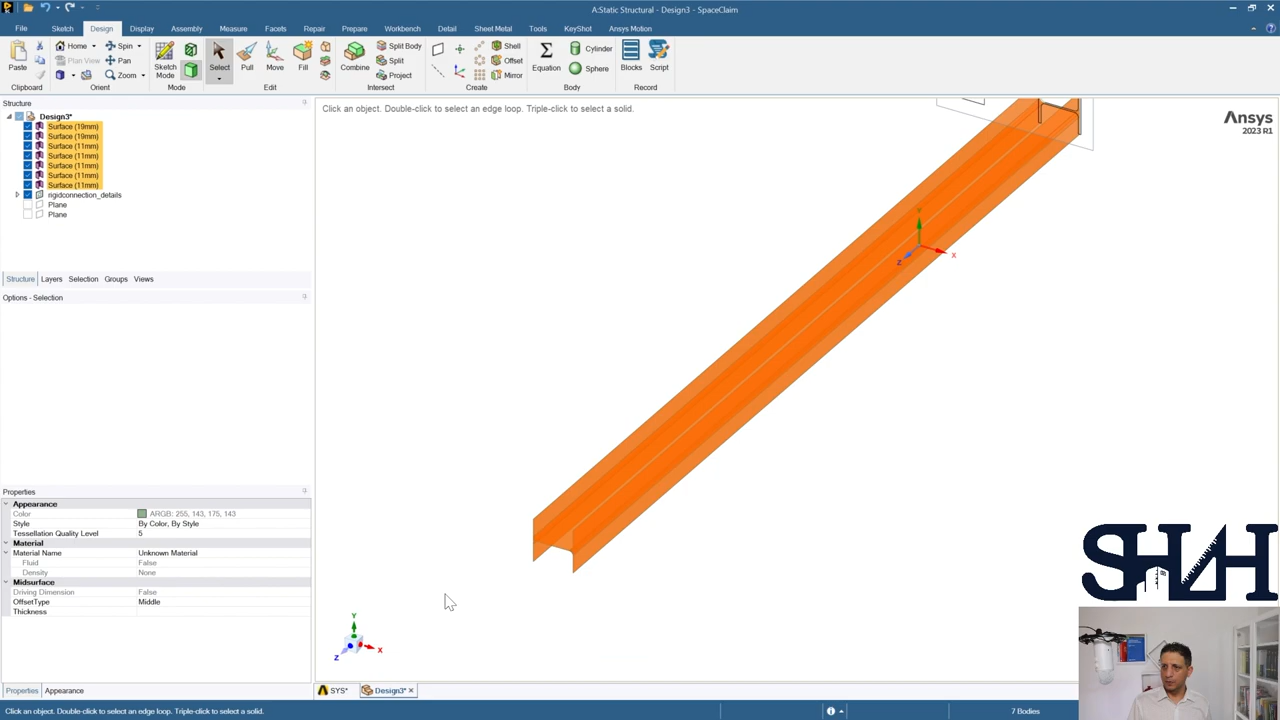 A:Static Structural - Design3 - SpaceClaim
File Sketch Design Display Assembly Measure Facets Repair Prepare Workbench Detail Sheet Metal Tools KeyShot Ansys Motion
Paste
Clipboard
Home Spin
Plan View Pan
Zoom
Orient
Sketch Mode
Mode
Select Pull Move Fill
Edit
Combine
Split Body
Split
Project
Intersect
Shell
Offset
Mirror
Create
Equation
Cylinder
Sphere
Body
Blocks Script
Record
Structure
Design3*
Surface (19mm)
Surface (19mm)
Surface (11mm)
Surface (11mm)
Surface (11mm)
Surface (11mm)
Surface (11mm)
rigidconnection_details
Plane
Plane
Structure Layers Selection Groups Views
Options - Selection
Properties
Appearance
Color ARGB: 255, 143, 175, 143
Style By Color, By Style
Tessellation Quality Level 5
Material
Material Name Unknown Material
Fluid False
Density None
Midsurface
Driving Dimension False
OffsetType Middle
Thickness
Properties Appearance
Click an object. Double-click to select an edge loop. Triple-click to select a solid.
Ansys
2023 R1
Y
X
Z
Y
X
Z
SYS* Design3*
SHZH
Click an object. Double-click to select an edge loop. Triple-click to select a solid.
7 Bodies